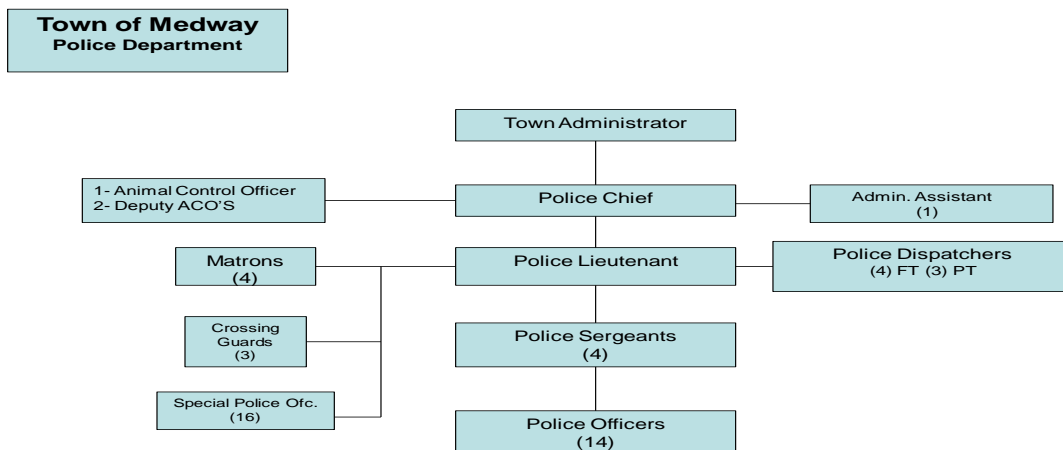 Town of Medway
Police Department
Town Administrator
1- Animal Control Officer
2- Deputy ACO'S
Police Chief
Admin. Assistant
(1)
Matrons
(4)
Police Lieutenant
Police Dispatchers
(4) FT (3) PT
Crossing
Guards
(3)
Police Sergeants
(4)
Special Police Ofc.
(16)
Police Officers
(14)